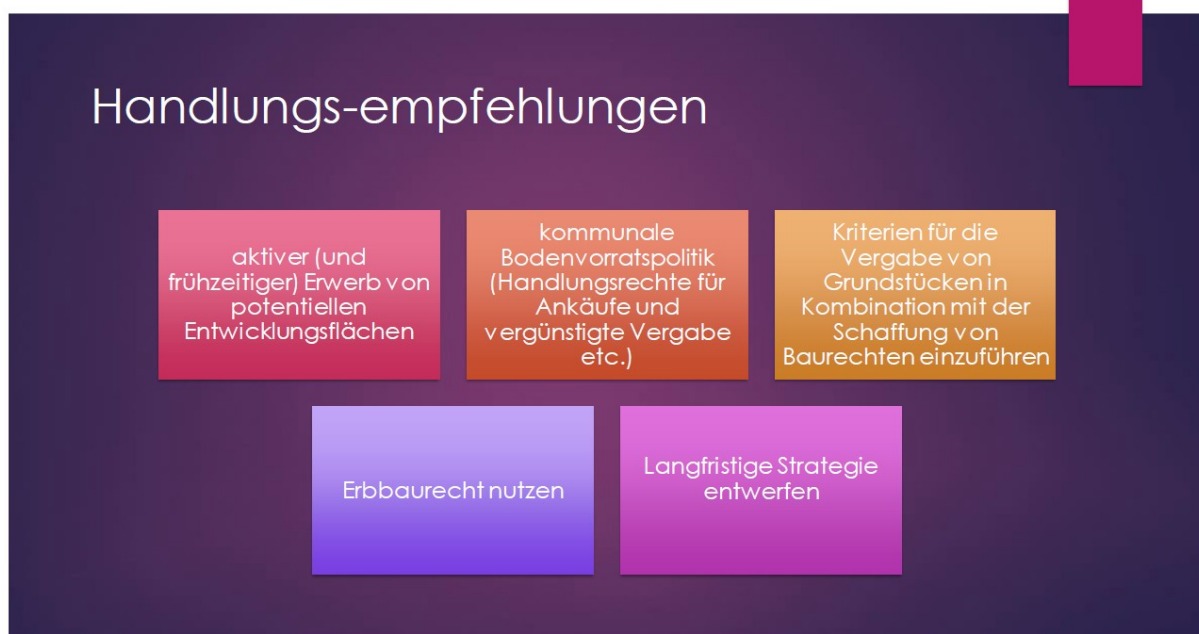 Handlungs-empfehlungen
aktiver (und
frühzeitiger) Erwerb von
potentiellen
Entwicklungsflächen
kommunale
Bodenvorratspolitik
(Handlungsrechte für
Ankäufe und
vergünstigte Vergabe
etc.)
Kriterien für die
Vergabe von
Grundstücken in
Kombination mit der
Schaffung von
Baurechten einzuführen
Erbbaurecht nutzen
Langfristige Strategie
entwerfen